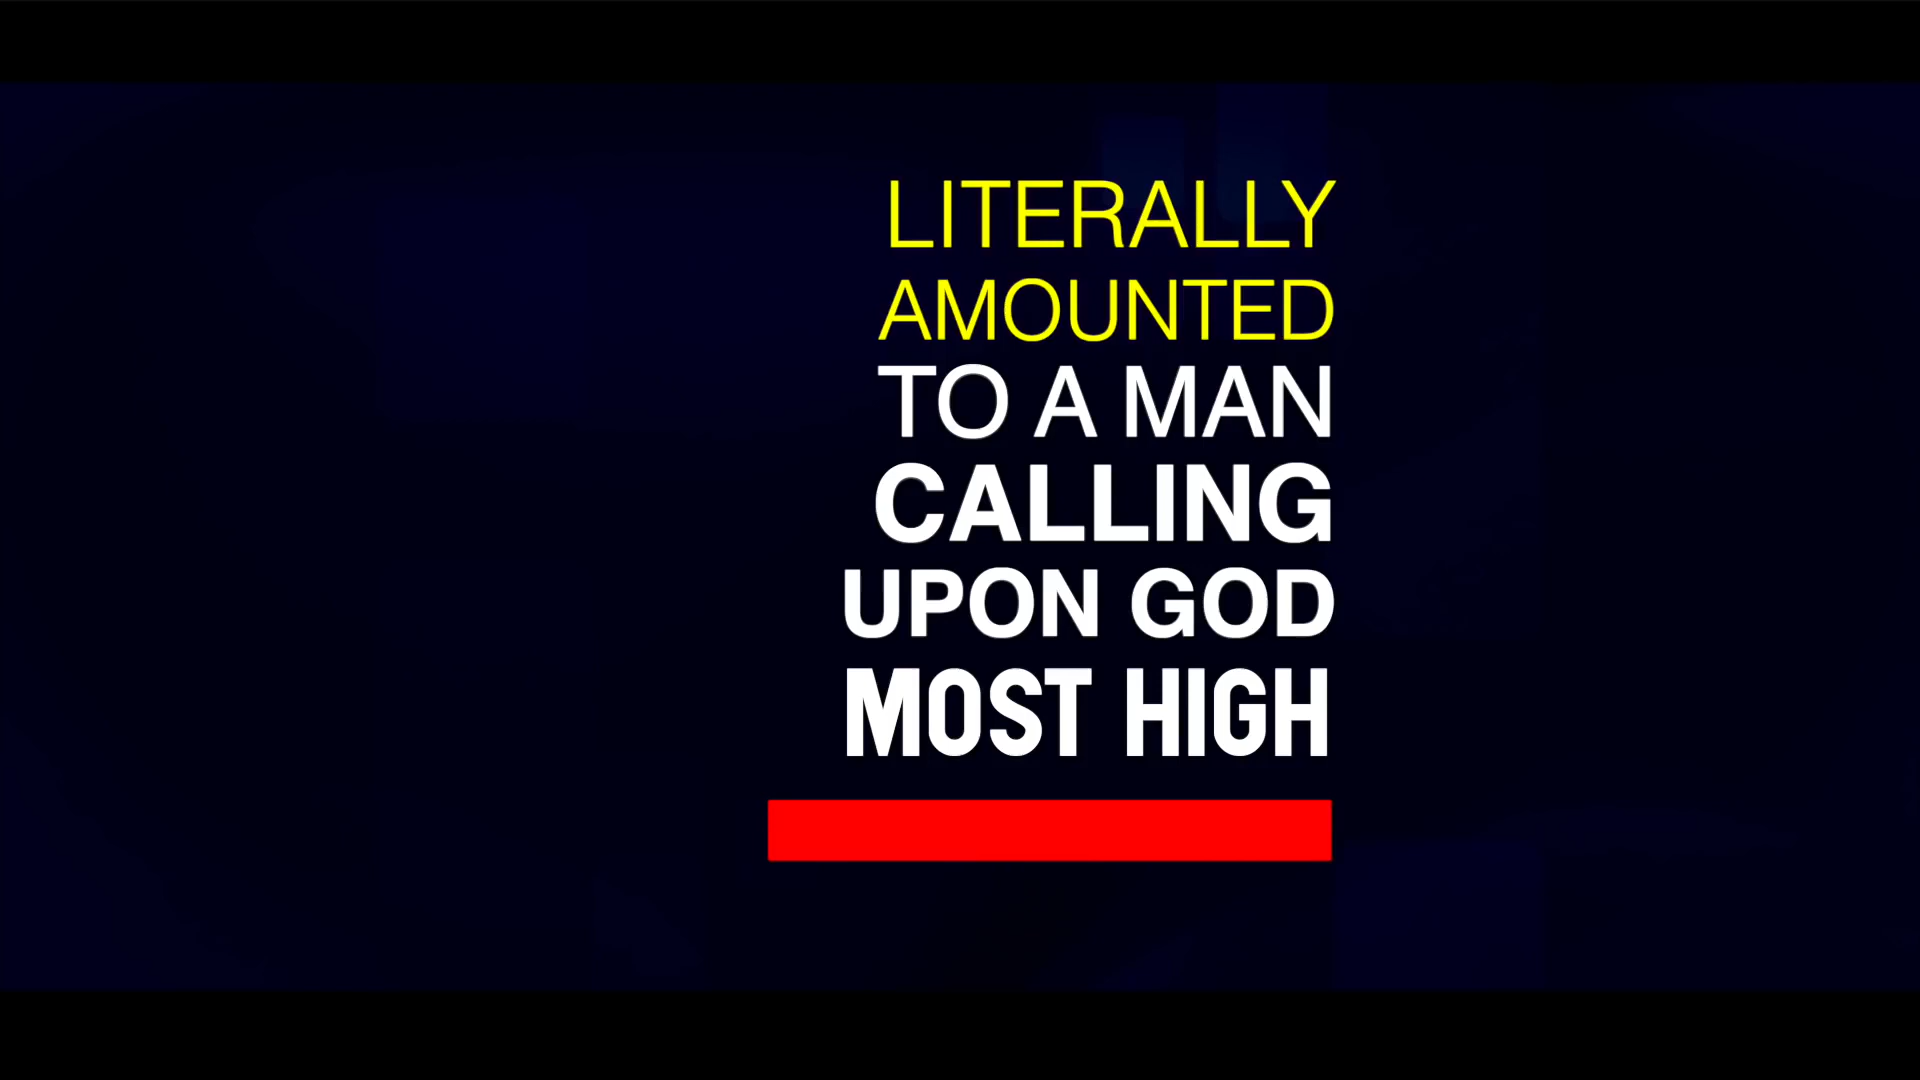 LITERALLY
AMOUNTED
TO A MAN
CALLING
UPON GOD
MOST HIGH